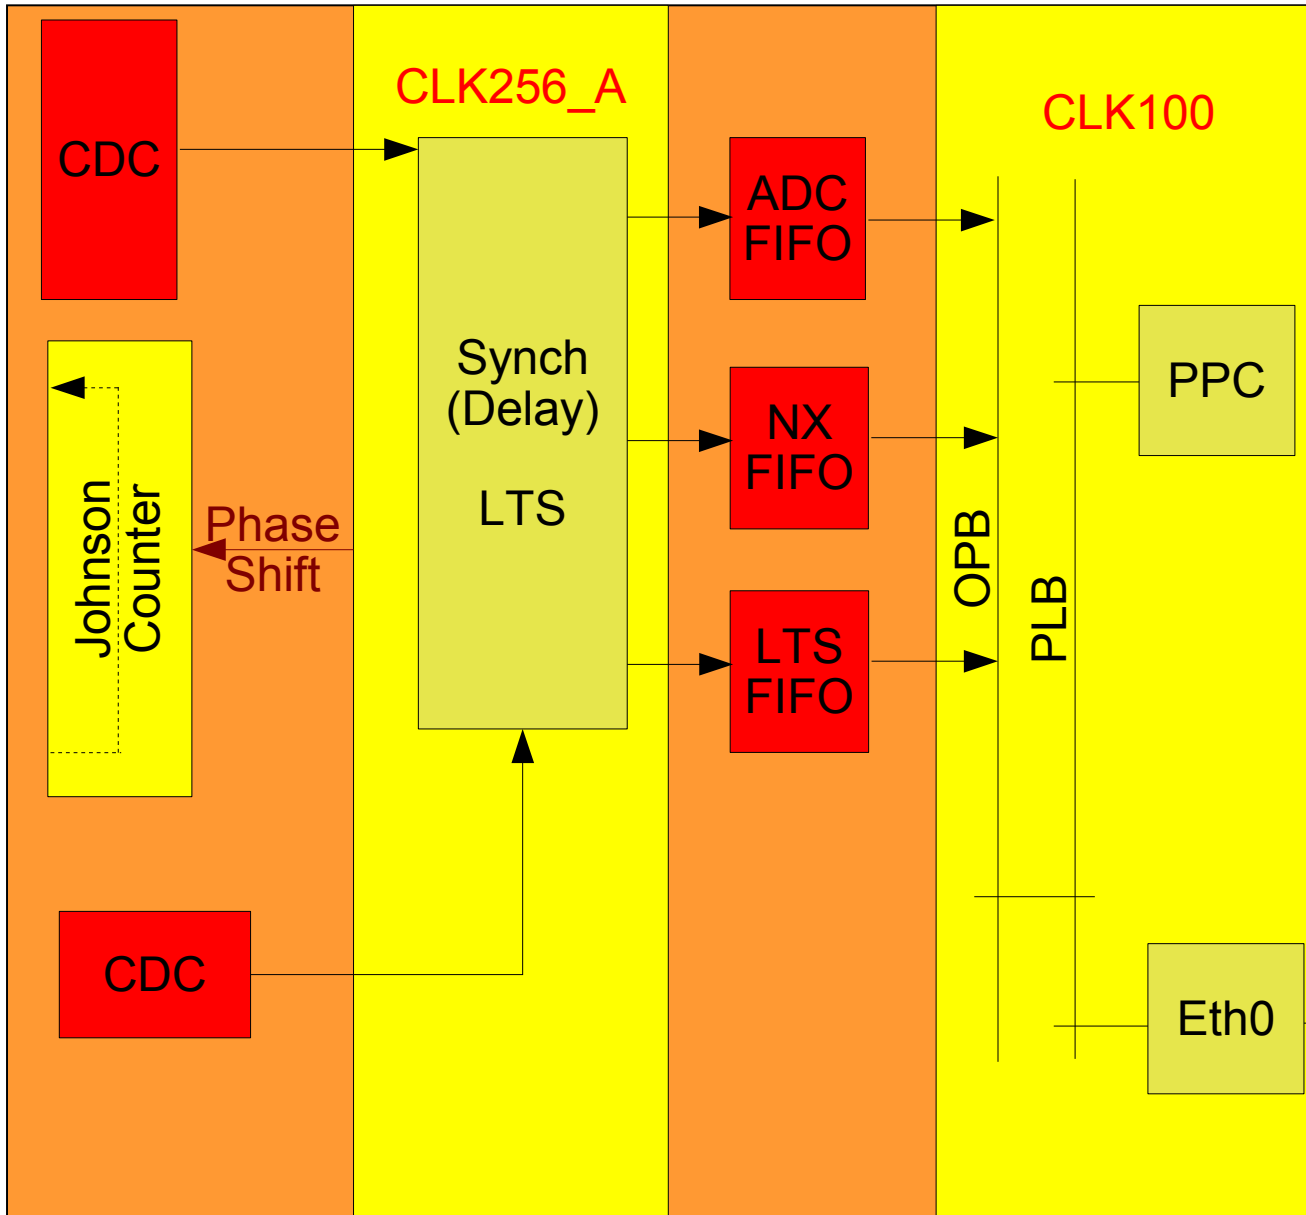 CLK256_A
CLK100
CDC
Synch
(Delay)
LTS
ADC
FIFO
NX
FIFO
LTS
FIFO
PPC
Johnson
Counter
Phase
Shift
OPB
PLB
CDC
Eth0